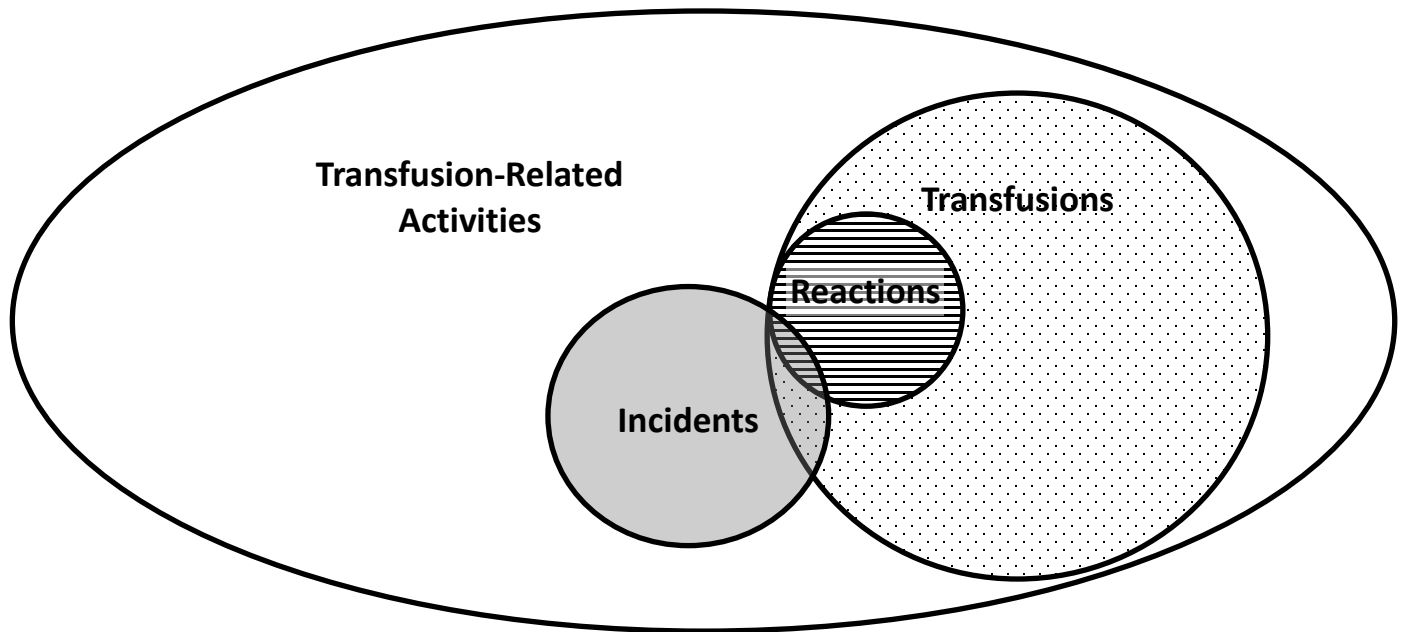 Transfusion-Related
Activities
Transfusions
Reactions
Incidents